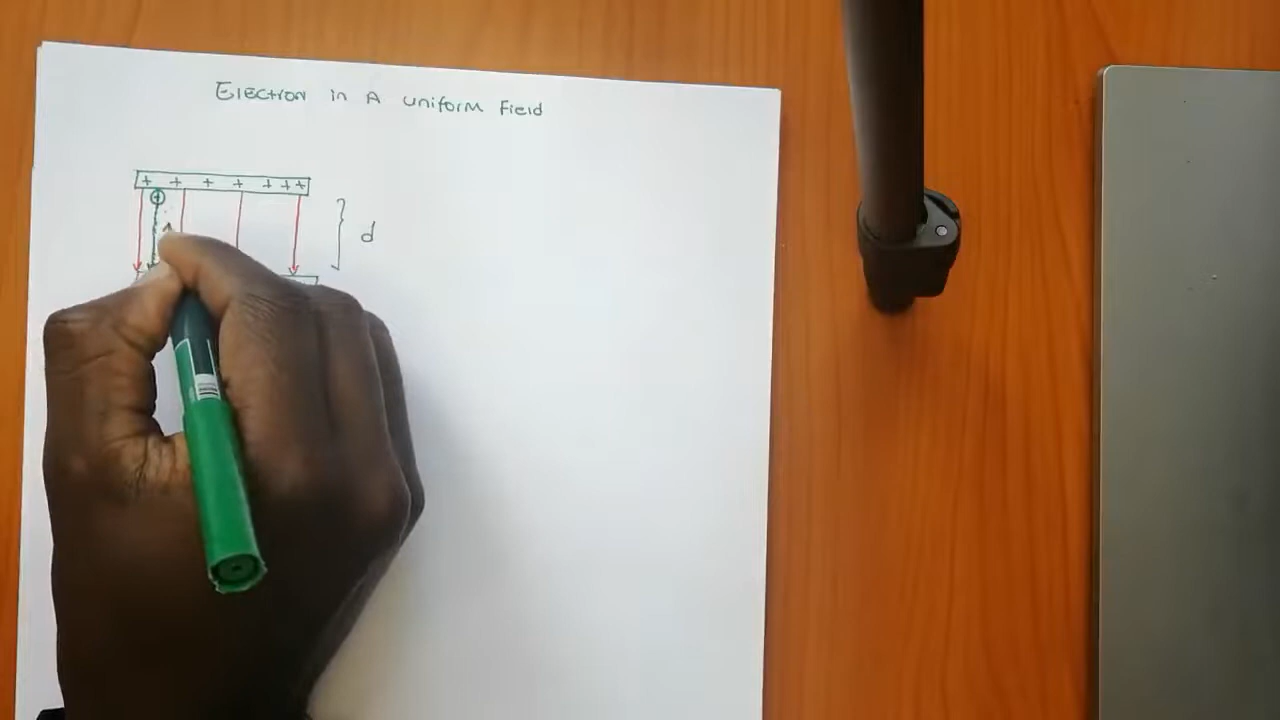 Electron in A uniform Field
+ + + + + + +
+
d